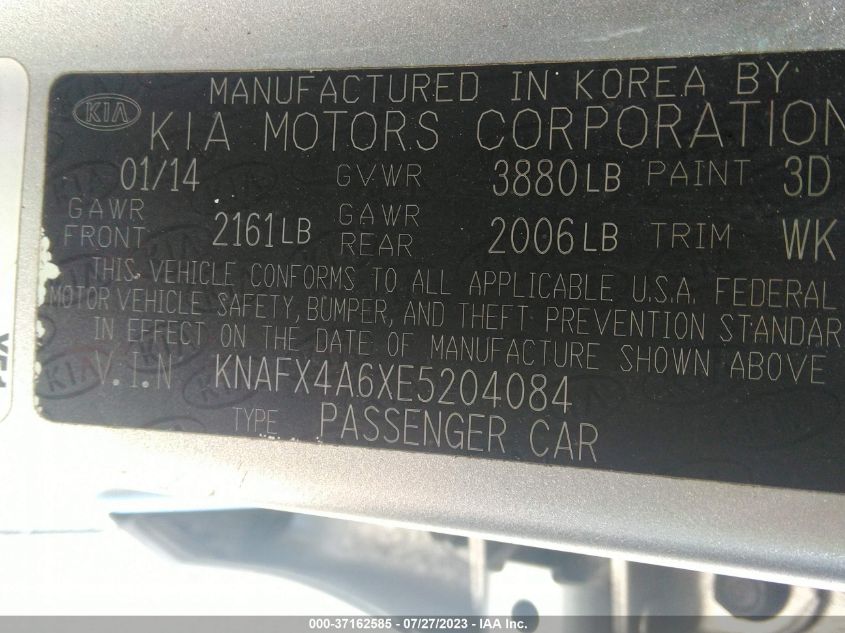 MANUFACTURED IN KOREA BY
KIA KIA MOTORS CORPORATION
01/14 GVWR 3880LB PAINT 3D
GAWR FRONT 2161LB GAWR REAR 2006LB TRIM WK
THIS VEHICLE CONFORMS TO ALL APPLICABLE U.S.A. FEDERAL
MOTOR VEHICLE SAFETY, BUMPER, AND THEFT PREVENTION STANDAR
IN EFFECT ON THE DATE OF MANUFACTURE SHOWN ABOVE
V.I.N KNAFX4A6XE5204084
TYPE PASSENGER CAR
000-37162585 - 07/27/2023 - IAA Inc.